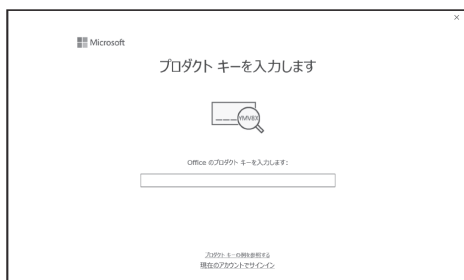 ×
Microsoft
プロダクト キーを入力します
___YMVBX
Office のプロダクト キーを入力します:
プロダクト キーの例を参照する
現在のアカウントでサインイン